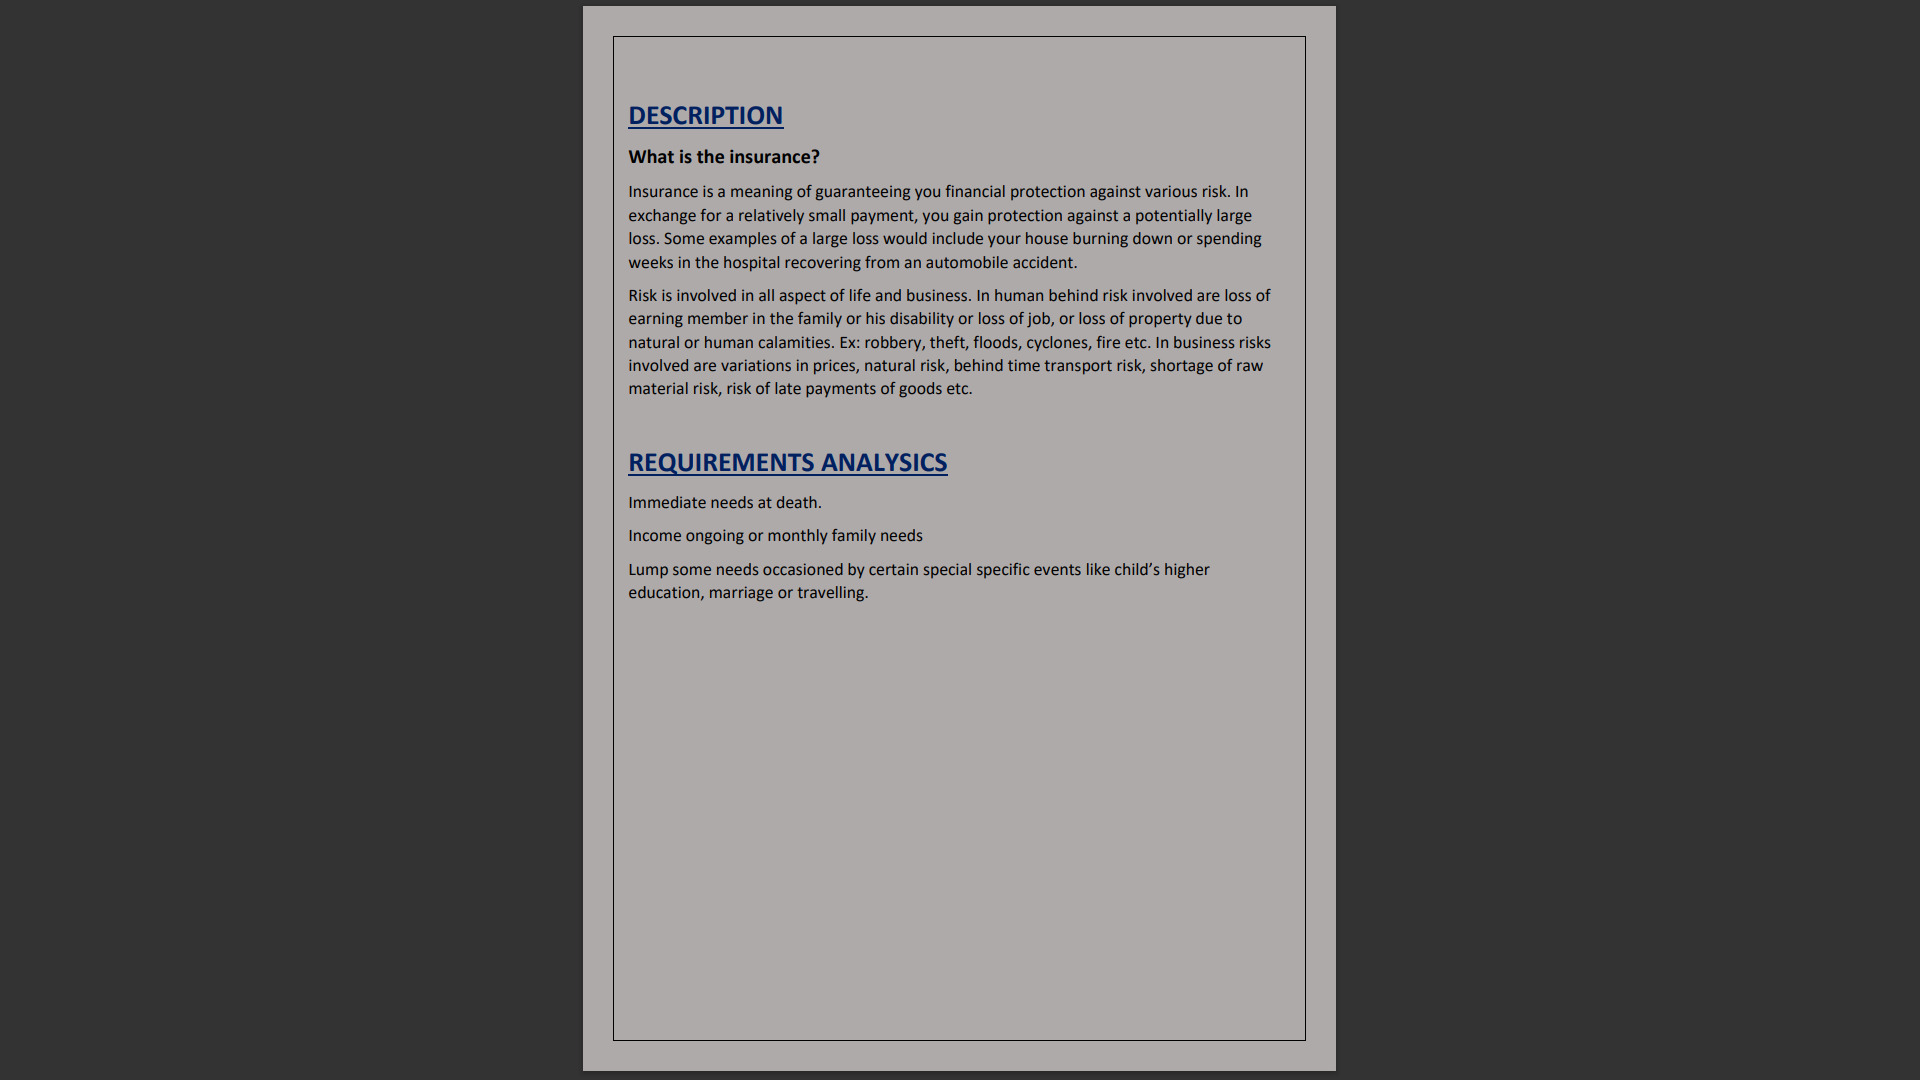 DESCRIPTION
What is the insurance?
Insurance is a meaning of guaranteeing you financial protection against various risk. In
exchange for a relatively small payment, you gain protection against a potentially large
loss. Some examples of a large loss would include your house burning down or spending
weeks in the hospital recovering from an automobile accident.
Risk is involved in all aspect of life and business. In human behind risk involved are loss of
earning member in the family or his disability or loss of job, or loss of property due to
natural or human calamities. Ex: robbery, theft, floods, cyclones, fire etc. In business risks
involved are variations in prices, natural risk, behind time transport risk, shortage of raw
material risk, risk of late payments of goods etc.
REQUIREMENTS ANALYSICS
Immediate needs at death.
Income ongoing or monthly family needs
Lump some needs occasioned by certain special specific events like child’s higher
education, marriage or travelling.